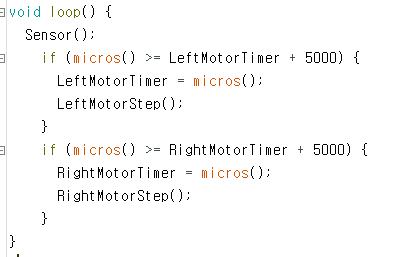 void loop() {
  Sensor();
    if (micros() >= LeftMotorTimer + 5000) {
      LeftMotorTimer = micros();
      LeftMotorStep();
    }
    if (micros() >= RightMotorTimer + 5000) {
      RightMotorTimer = micros();
      RightMotorStep();
    }
}